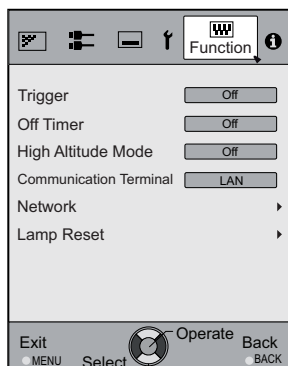 Function
Trigger Off
Off Timer Off
High Altitude Mode Off
Communication Terminal LAN
Network
Lamp Reset
Exit Operate Back
MENU Select BACK